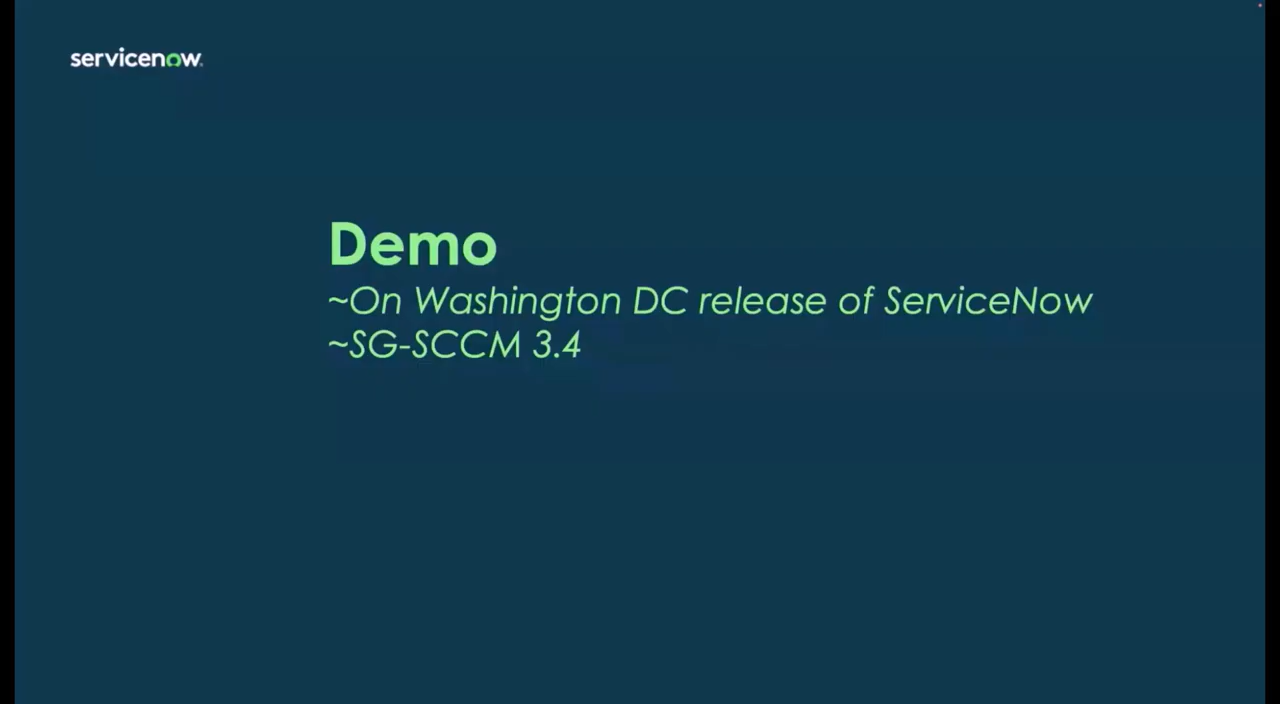 servicenow
Demo
~On Washington DC release of ServiceNow
~SG-SCCM 3.4